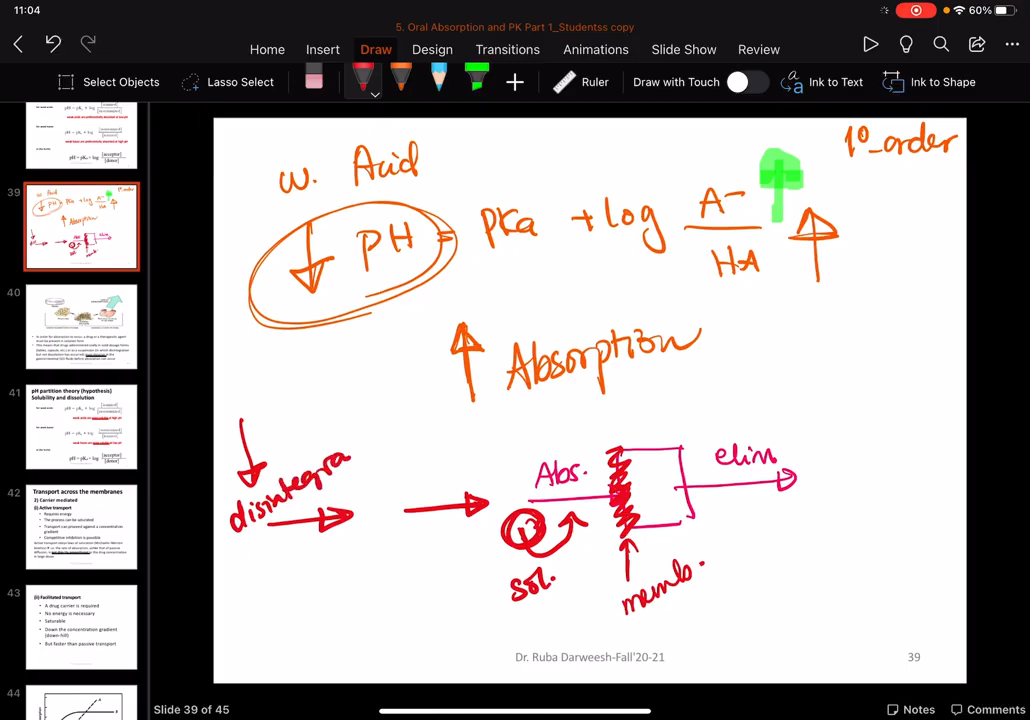 11:04
60%
5. Oral Absorption and PK Part 1_Studentss copy
Home Insert Draw Design Transitions Animations Slide Show Review
Select Objects Lasso Select Ruler Draw with Touch Ink to Text Ink to Shape
39
40
41
pH partition theory (hypothesis)
Solubility and dissolution
42
Transport across the membranes
2) Carrier mediated
(i) Active transport
• Requires energy
• The process can be saturated
• Transport can proceed against a concentration gradient
• Competitive inhibition is possible
43
(ii) Facilitated transport
• A drug carrier is required
• No energy is necessary
• Saturable
• Down the concentration gradient (down-hill)
• But faster than passive transport
44
1º_order
w. Acid
↓ pH = PKa + log A⁻ / HA ↑
↑ Absorption
↓
disintegra
Abs. elim
D
sol.
memb.
Dr. Ruba Darweesh-Fall'20-21 39
Slide 39 of 45 Notes Comments